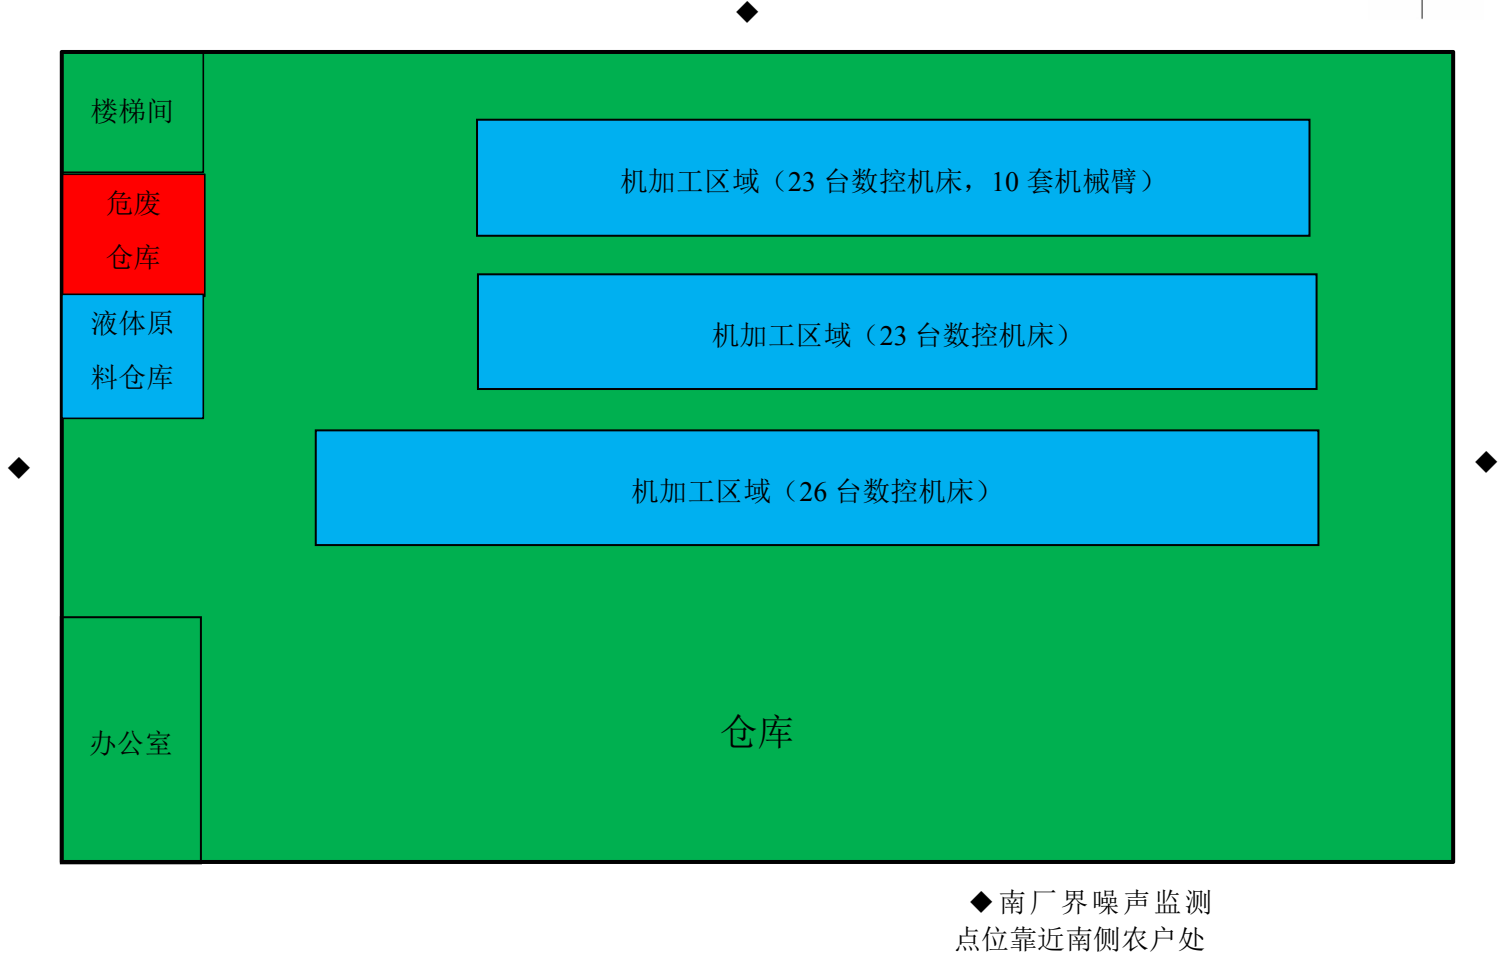 楼梯间
机加工区域（23 台数控机床，10 套机械臂）
危废
仓库
液体原
料仓库
机加工区域（23 台数控机床）
机加工区域（26 台数控机床）
办公室
仓库
◆南厂界噪声监测
点位靠近南侧农户处